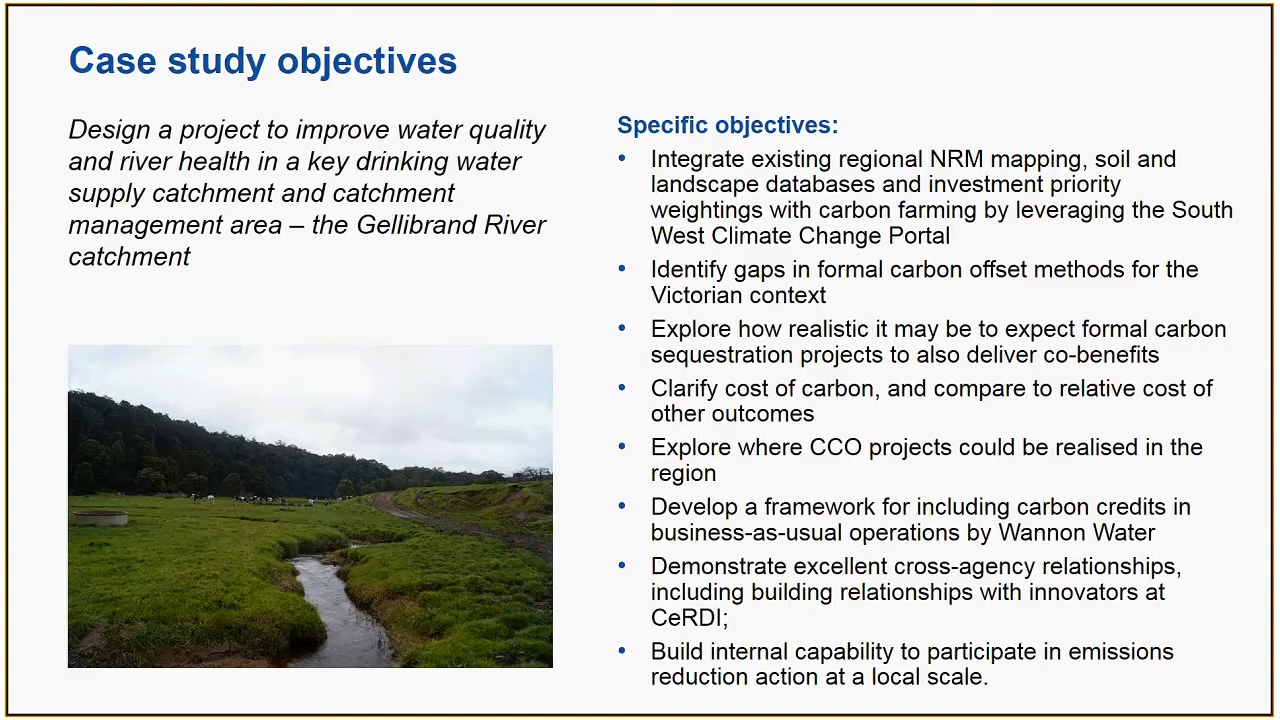 Case study objectives
Design a project to improve water quality
and river health in a key drinking water
supply catchment and catchment
management area – the Gellibrand River
catchment
Specific objectives:
• Integrate existing regional NRM mapping, soil and
landscape databases and investment priority
weightings with carbon farming by leveraging the South
West Climate Change Portal
• Identify gaps in formal carbon offset methods for the
Victorian context
• Explore how realistic it may be to expect formal carbon
sequestration projects to also deliver co-benefits
• Clarify cost of carbon, and compare to relative cost of
other outcomes
• Explore where CCO projects could be realised in the
region
• Develop a framework for including carbon credits in
business-as-usual operations by Wannon Water
• Demonstrate excellent cross-agency relationships,
including building relationships with innovators at
CeRDI;
• Build internal capability to participate in emissions
reduction action at a local scale.